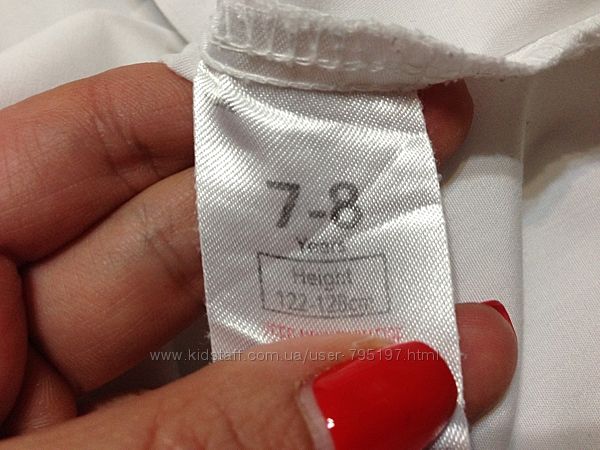 7-8
Years
Height
122-128cm
www.kidstaff.com.ua/user-795197.html